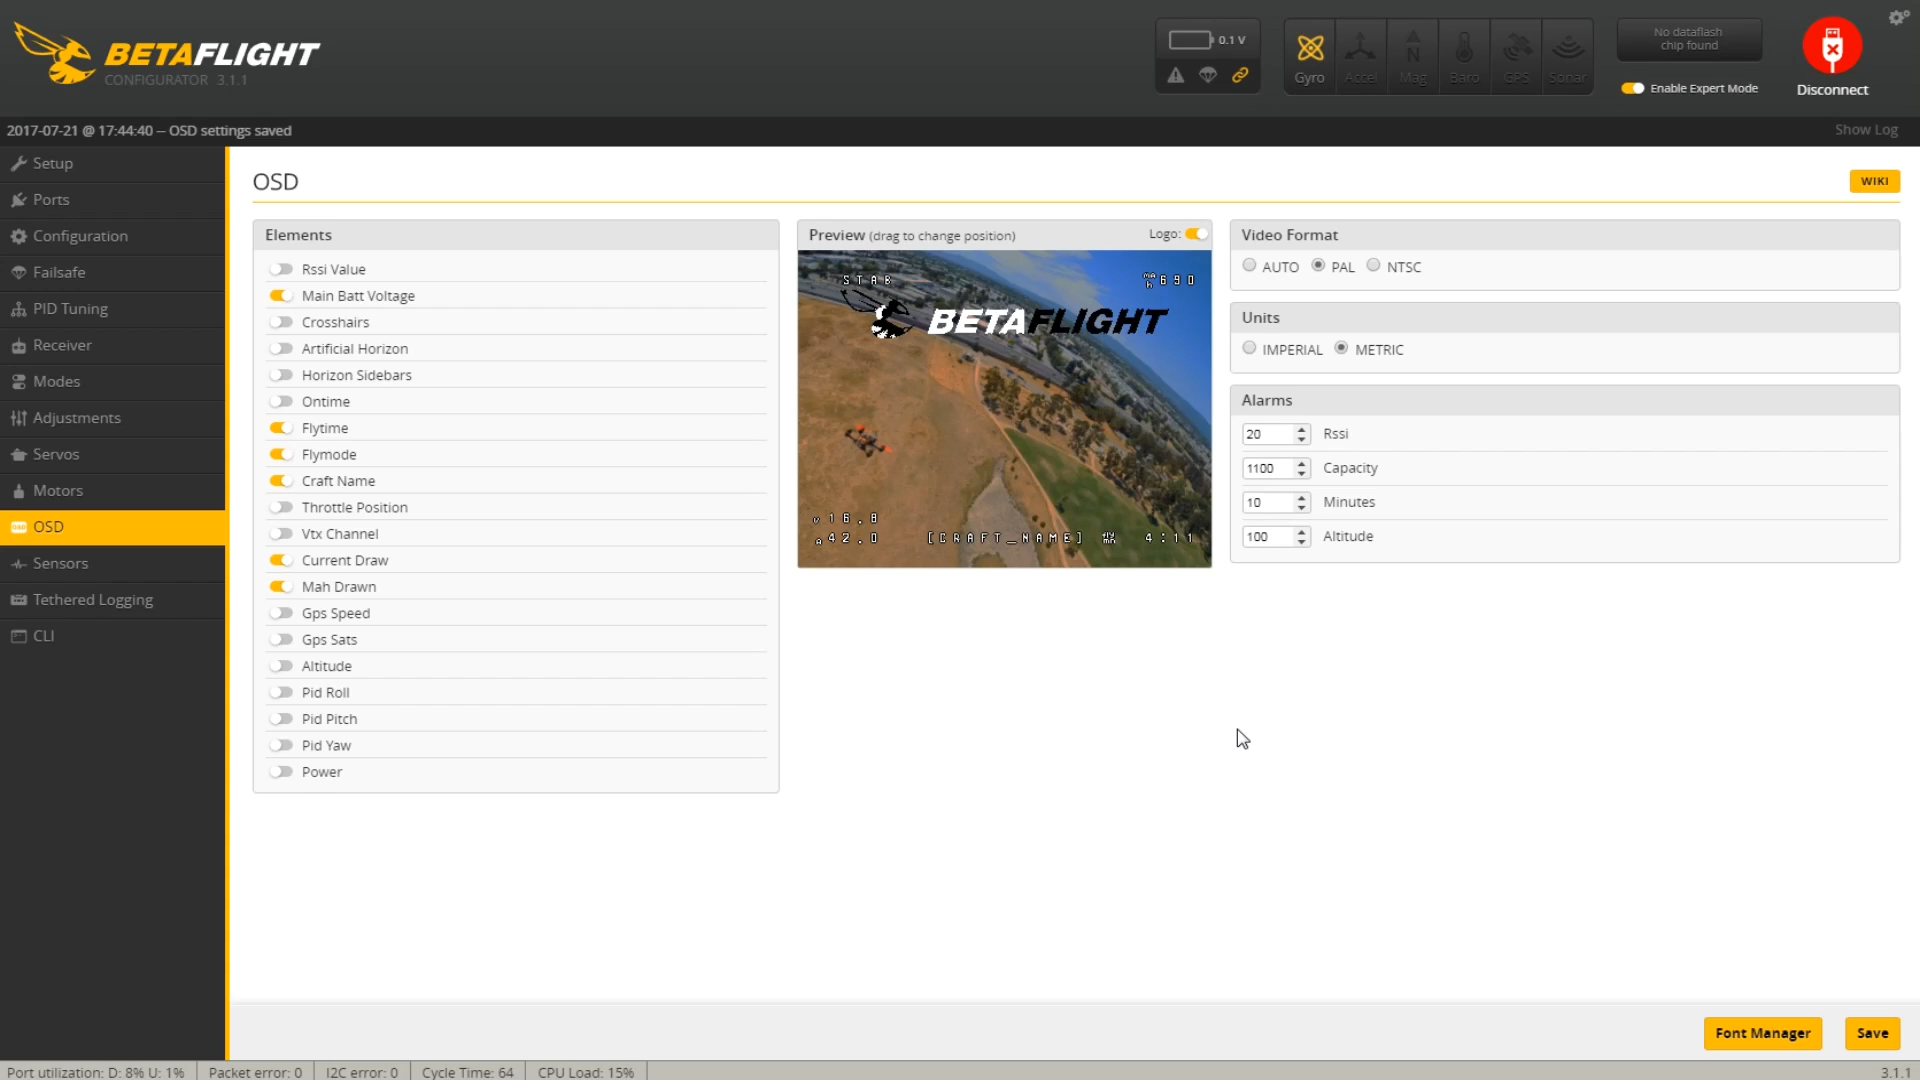 BETAFLIGHT
CONFIGURATOR 3.1.1
0.1 V
Gyro
Accel
Mag
Baro
GPS
Sonar
No dataflash
chip found
Enable Expert Mode
Disconnect
2017-07-21 @ 17:44:40 -- OSD settings saved
Show Log
Setup
Ports
Configuration
Failsafe
PID Tuning
Receiver
Modes
Adjustments
Servos
Motors
OSD
Sensors
Tethered Logging
CLI
OSD
WIKI
Elements
Rssi Value
Main Batt Voltage
Crosshairs
Artificial Horizon
Horizon Sidebars
Ontime
Flytime
Flymode
Craft Name
Throttle Position
Vtx Channel
Current Draw
Mah Drawn
Gps Speed
Gps Sats
Altitude
Pid Roll
Pid Pitch
Pid Yaw
Power
Preview (drag to change position)
Logo:
STAB
mAh 690
BETAFLIGHT
V16.8
A42.0 [CRAFT_NAME] 4:11
Video Format
AUTO PAL NTSC
Units
IMPERIAL METRIC
Alarms
20 Rssi
1100 Capacity
10 Minutes
100 Altitude
Font Manager
Save
Port utilization: D: 8% U: 1% Packet error: 0 I2C error: 0 Cycle Time: 64 CPU Load: 15% 3.1.1